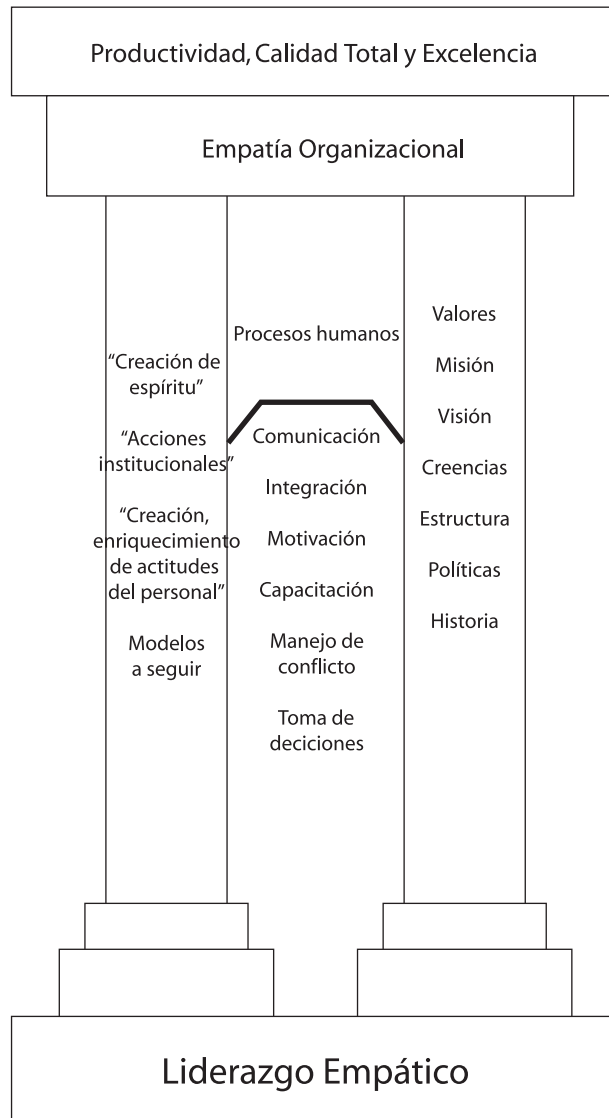 Productividad, Calidad Total y Excelencia
Empatía Organizacional
“Creación de
espíritu”
“Acciones
institucionales”
“Creación,
enriquecimiento
de actitudes
del personal”
Modelos
a seguir
Procesos humanos
Comunicación
Integración
Motivación
Capacitación
Manejo de
conflicto
Toma de
deciciones
Valores
Misión
Visión
Creencias
Estructura
Políticas
Historia
Liderazgo Empático